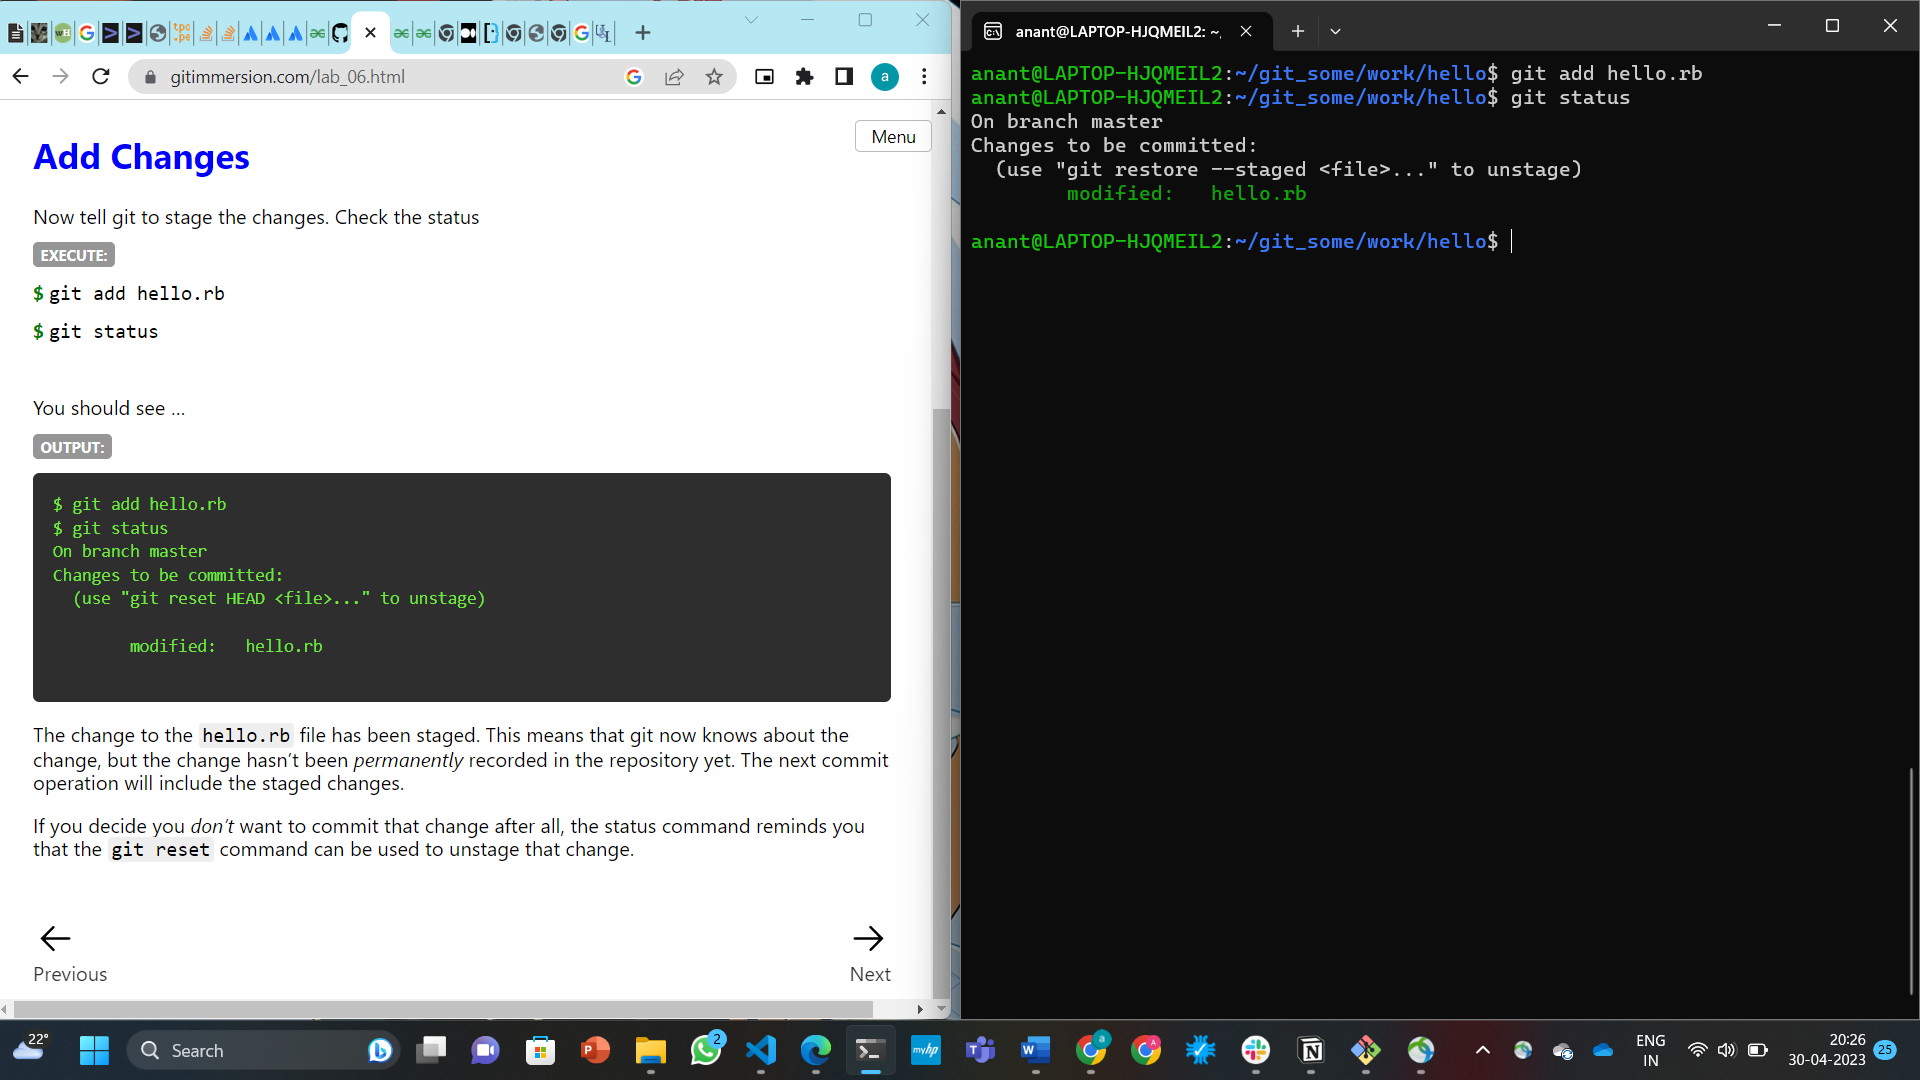 gitimmersion.com/lab_06.html
a
Menu
Add Changes
Now tell git to stage the changes. Check the status
EXECUTE:
$ git add hello.rb
$ git status
You should see …
OUTPUT:
$ git add hello.rb
$ git status
On branch master
Changes to be committed:
  (use "git reset HEAD <file>..." to unstage)
        modified:   hello.rb
The change to the hello.rb file has been staged. This means that git now knows about the
change, but the change hasn’t been permanently recorded in the repository yet. The next commit
operation will include the staged changes.
If you decide you don’t want to commit that change after all, the status command reminds you
that the git reset command can be used to unstage that change.
Previous
Next
anant@LAPTOP-HJQMEIL2: ~,
anant@LAPTOP-HJQMEIL2:~/git_some/work/hello$ git add hello.rb
anant@LAPTOP-HJQMEIL2:~/git_some/work/hello$ git status
On branch master
Changes to be committed:
  (use "git restore --staged <file>..." to unstage)
        modified:   hello.rb
anant@LAPTOP-HJQMEIL2:~/git_some/work/hello$
22°
Search
2
myhp
ENG
IN
20:26
30-04-2023
25